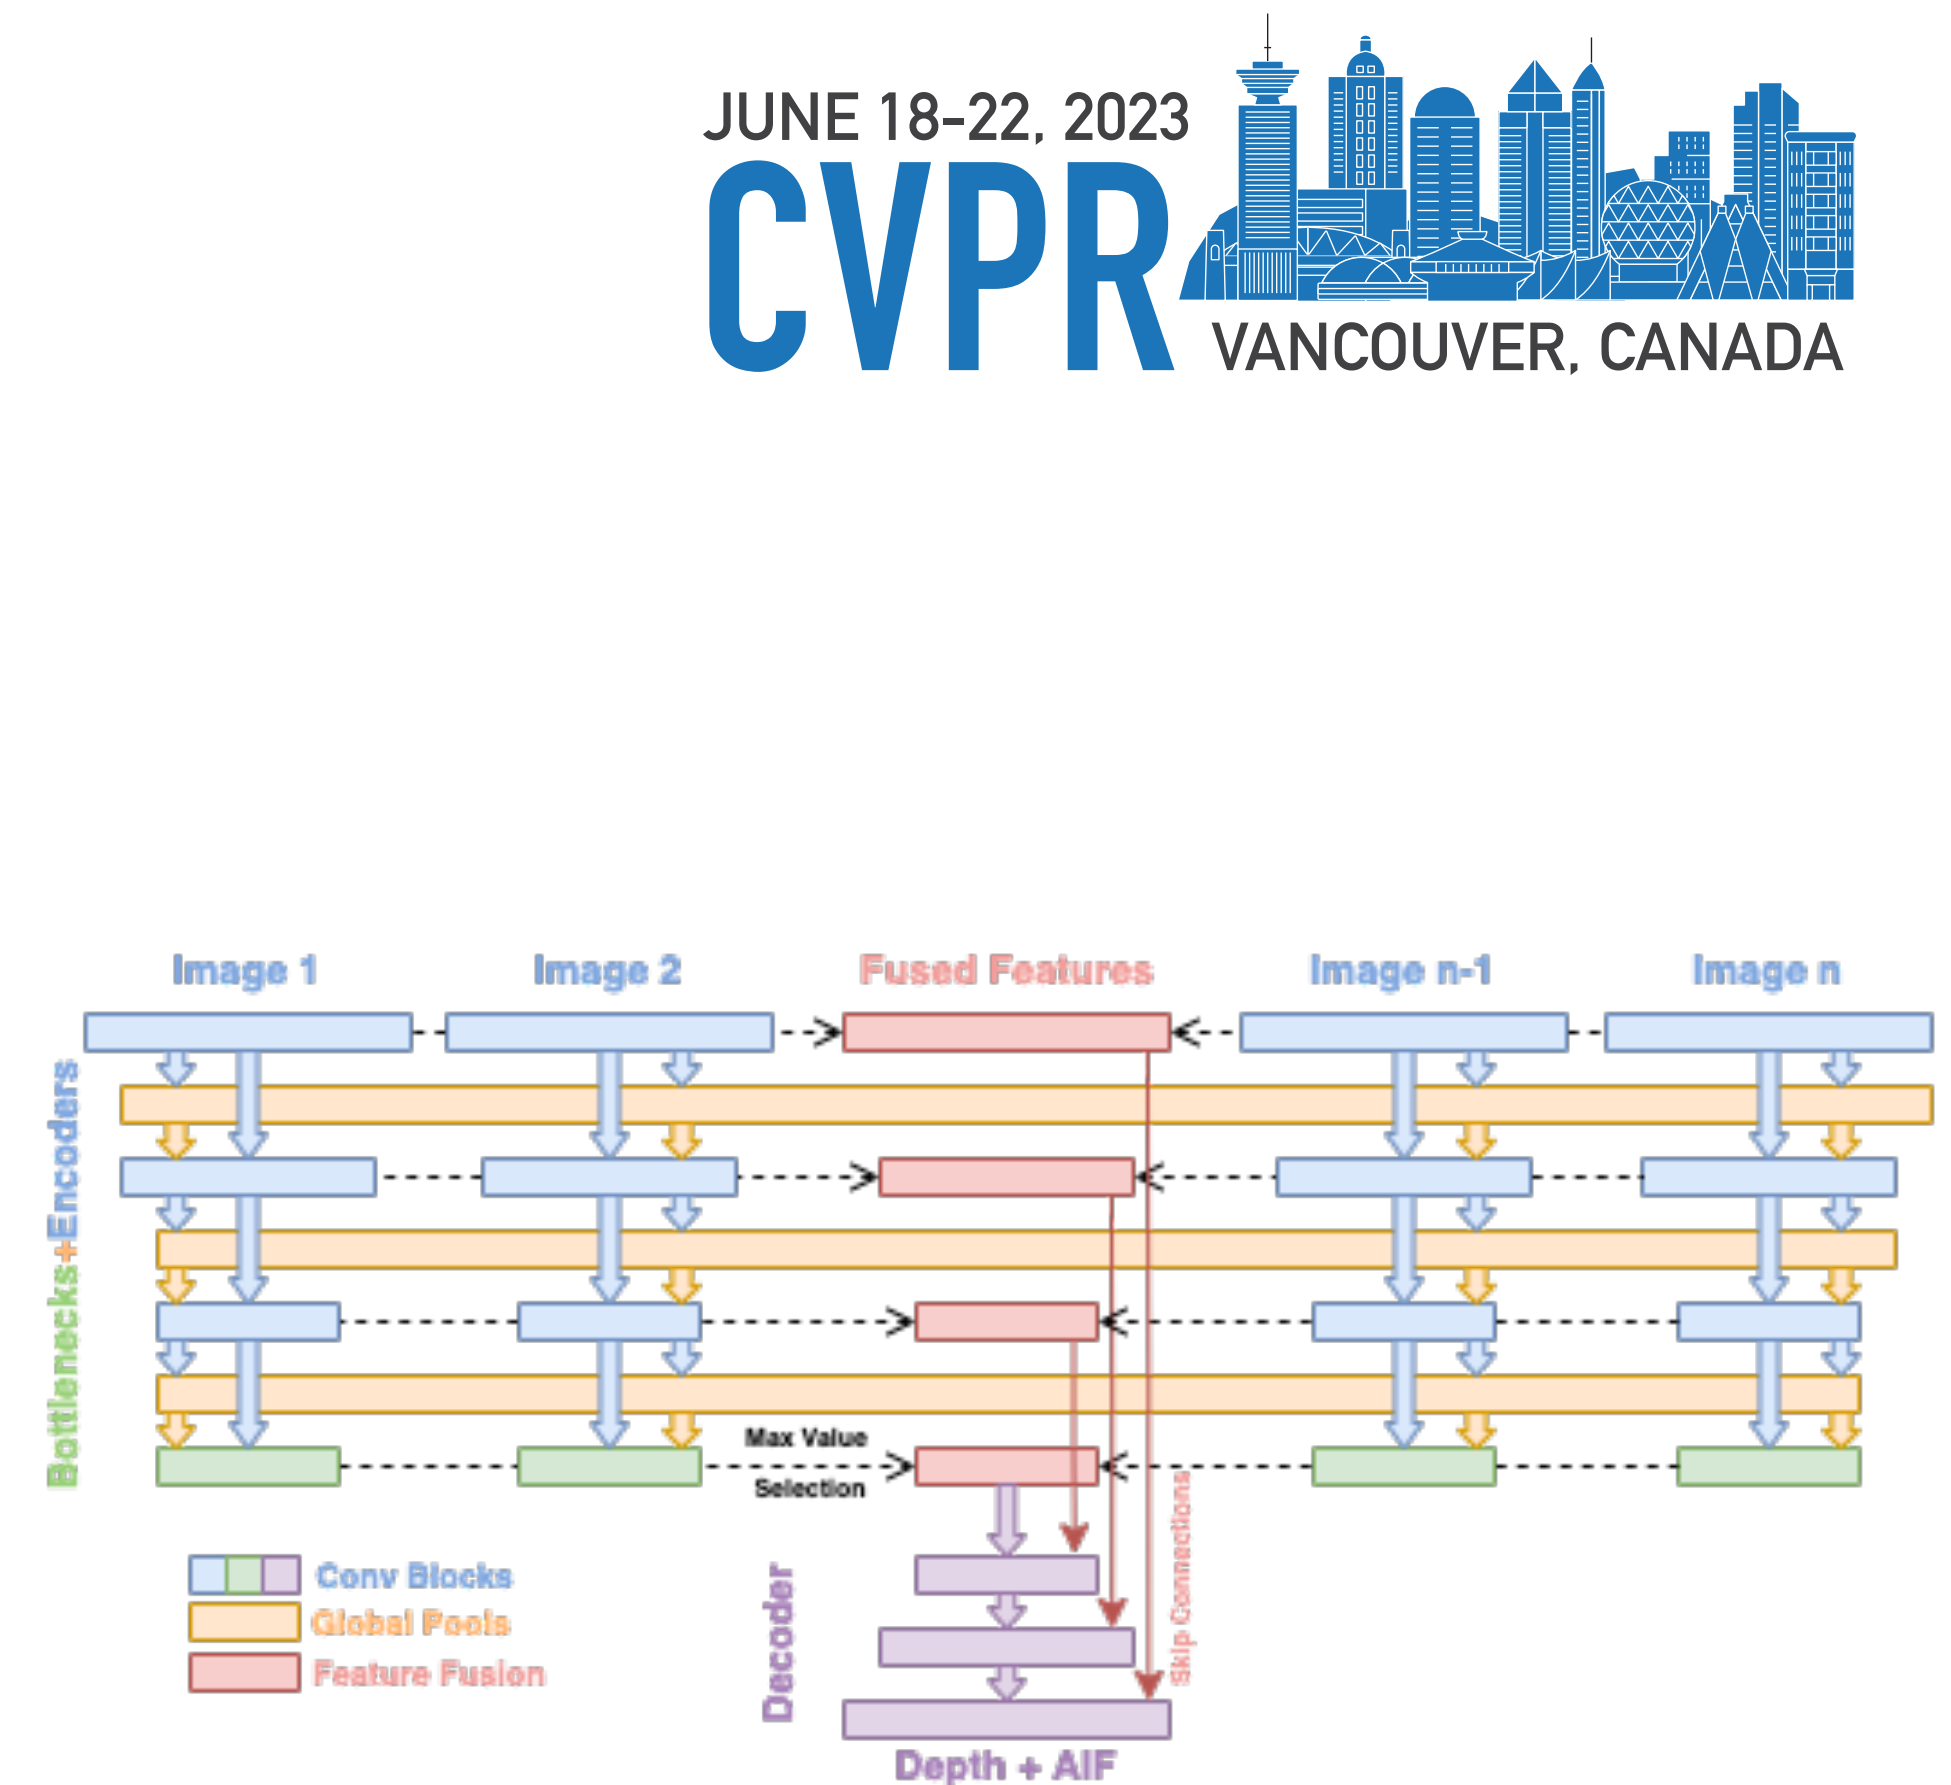 JUNE 18-22, 2023
CVPR
VANCOUVER, CANADA
Image 1
Image 2
Fused Features
Image n-1
Image n
Bottlenecks+Encoders
Max Value
Selection
Skip Connections
Conv Blocks
Global Pools
Feature Fusion
Decoder
Depth + AIF